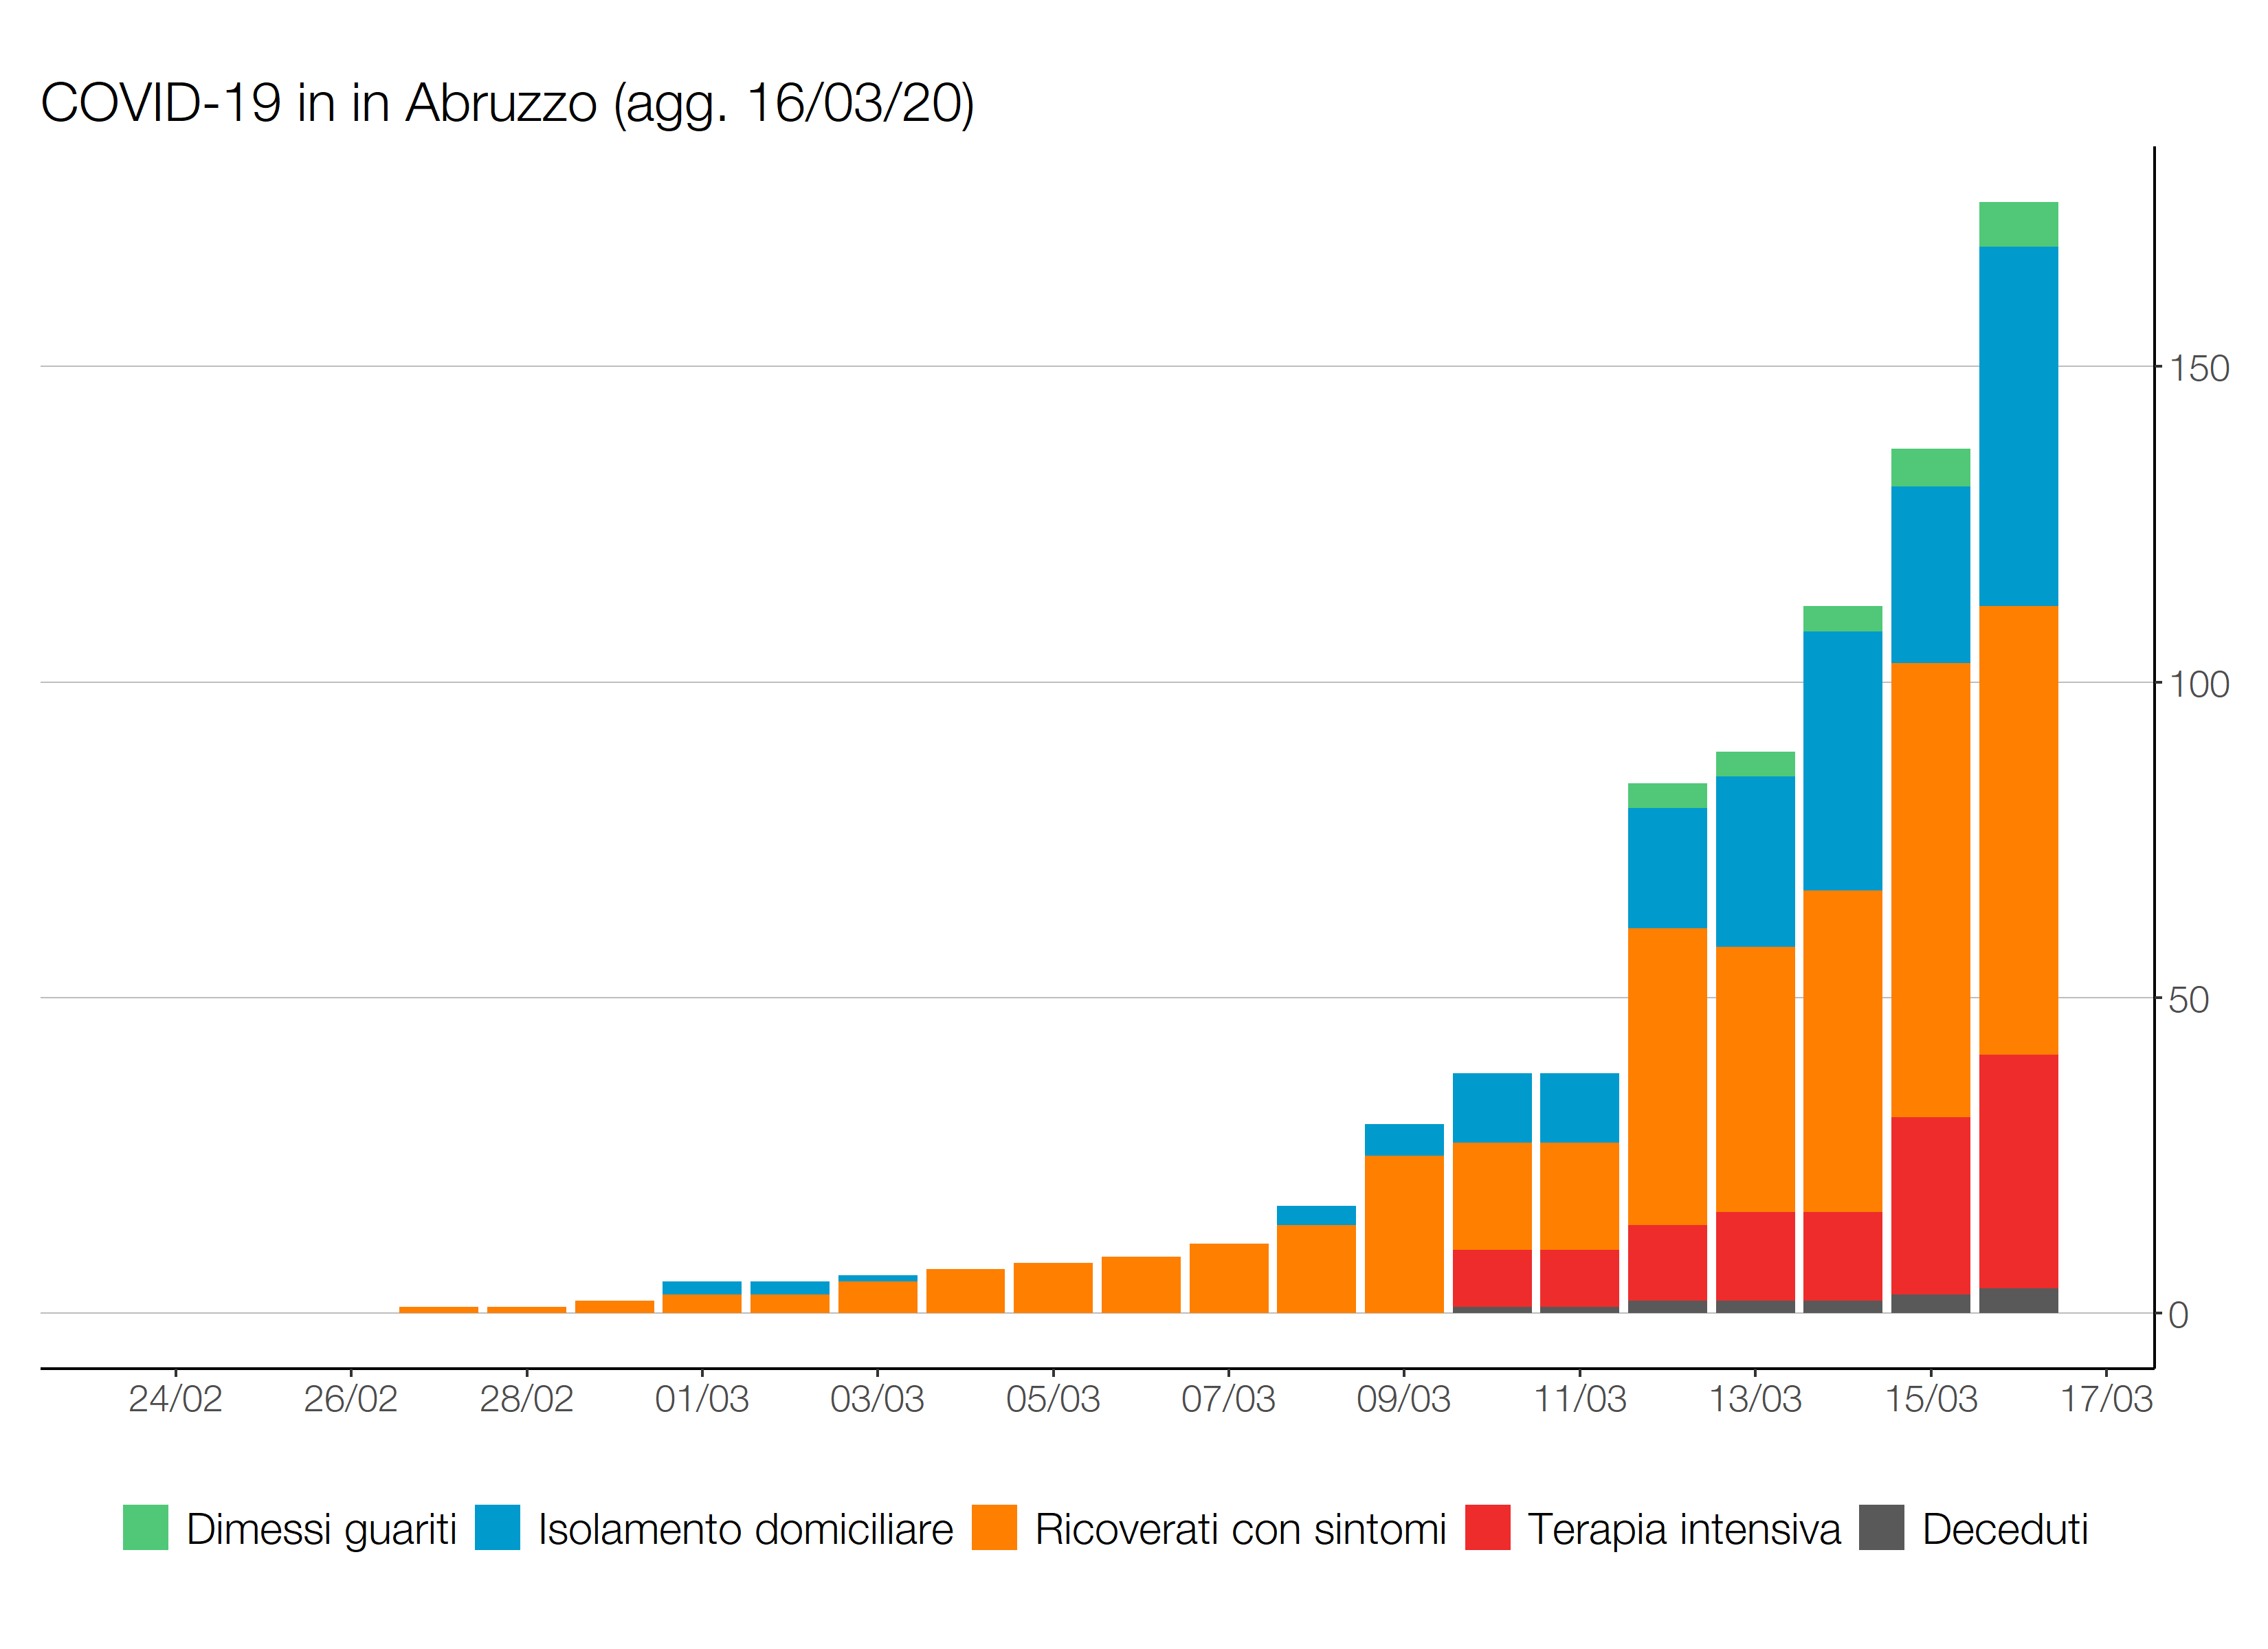 COVID-19 in in Abruzzo (agg. 16/03/20)
150
100
50
0
24/02 26/02 28/02 01/03 03/03 05/03 07/03 09/03 11/03 13/03 15/03 17/03
Dimessi guariti Isolamento domiciliare Ricoverati con sintomi Terapia intensiva Deceduti